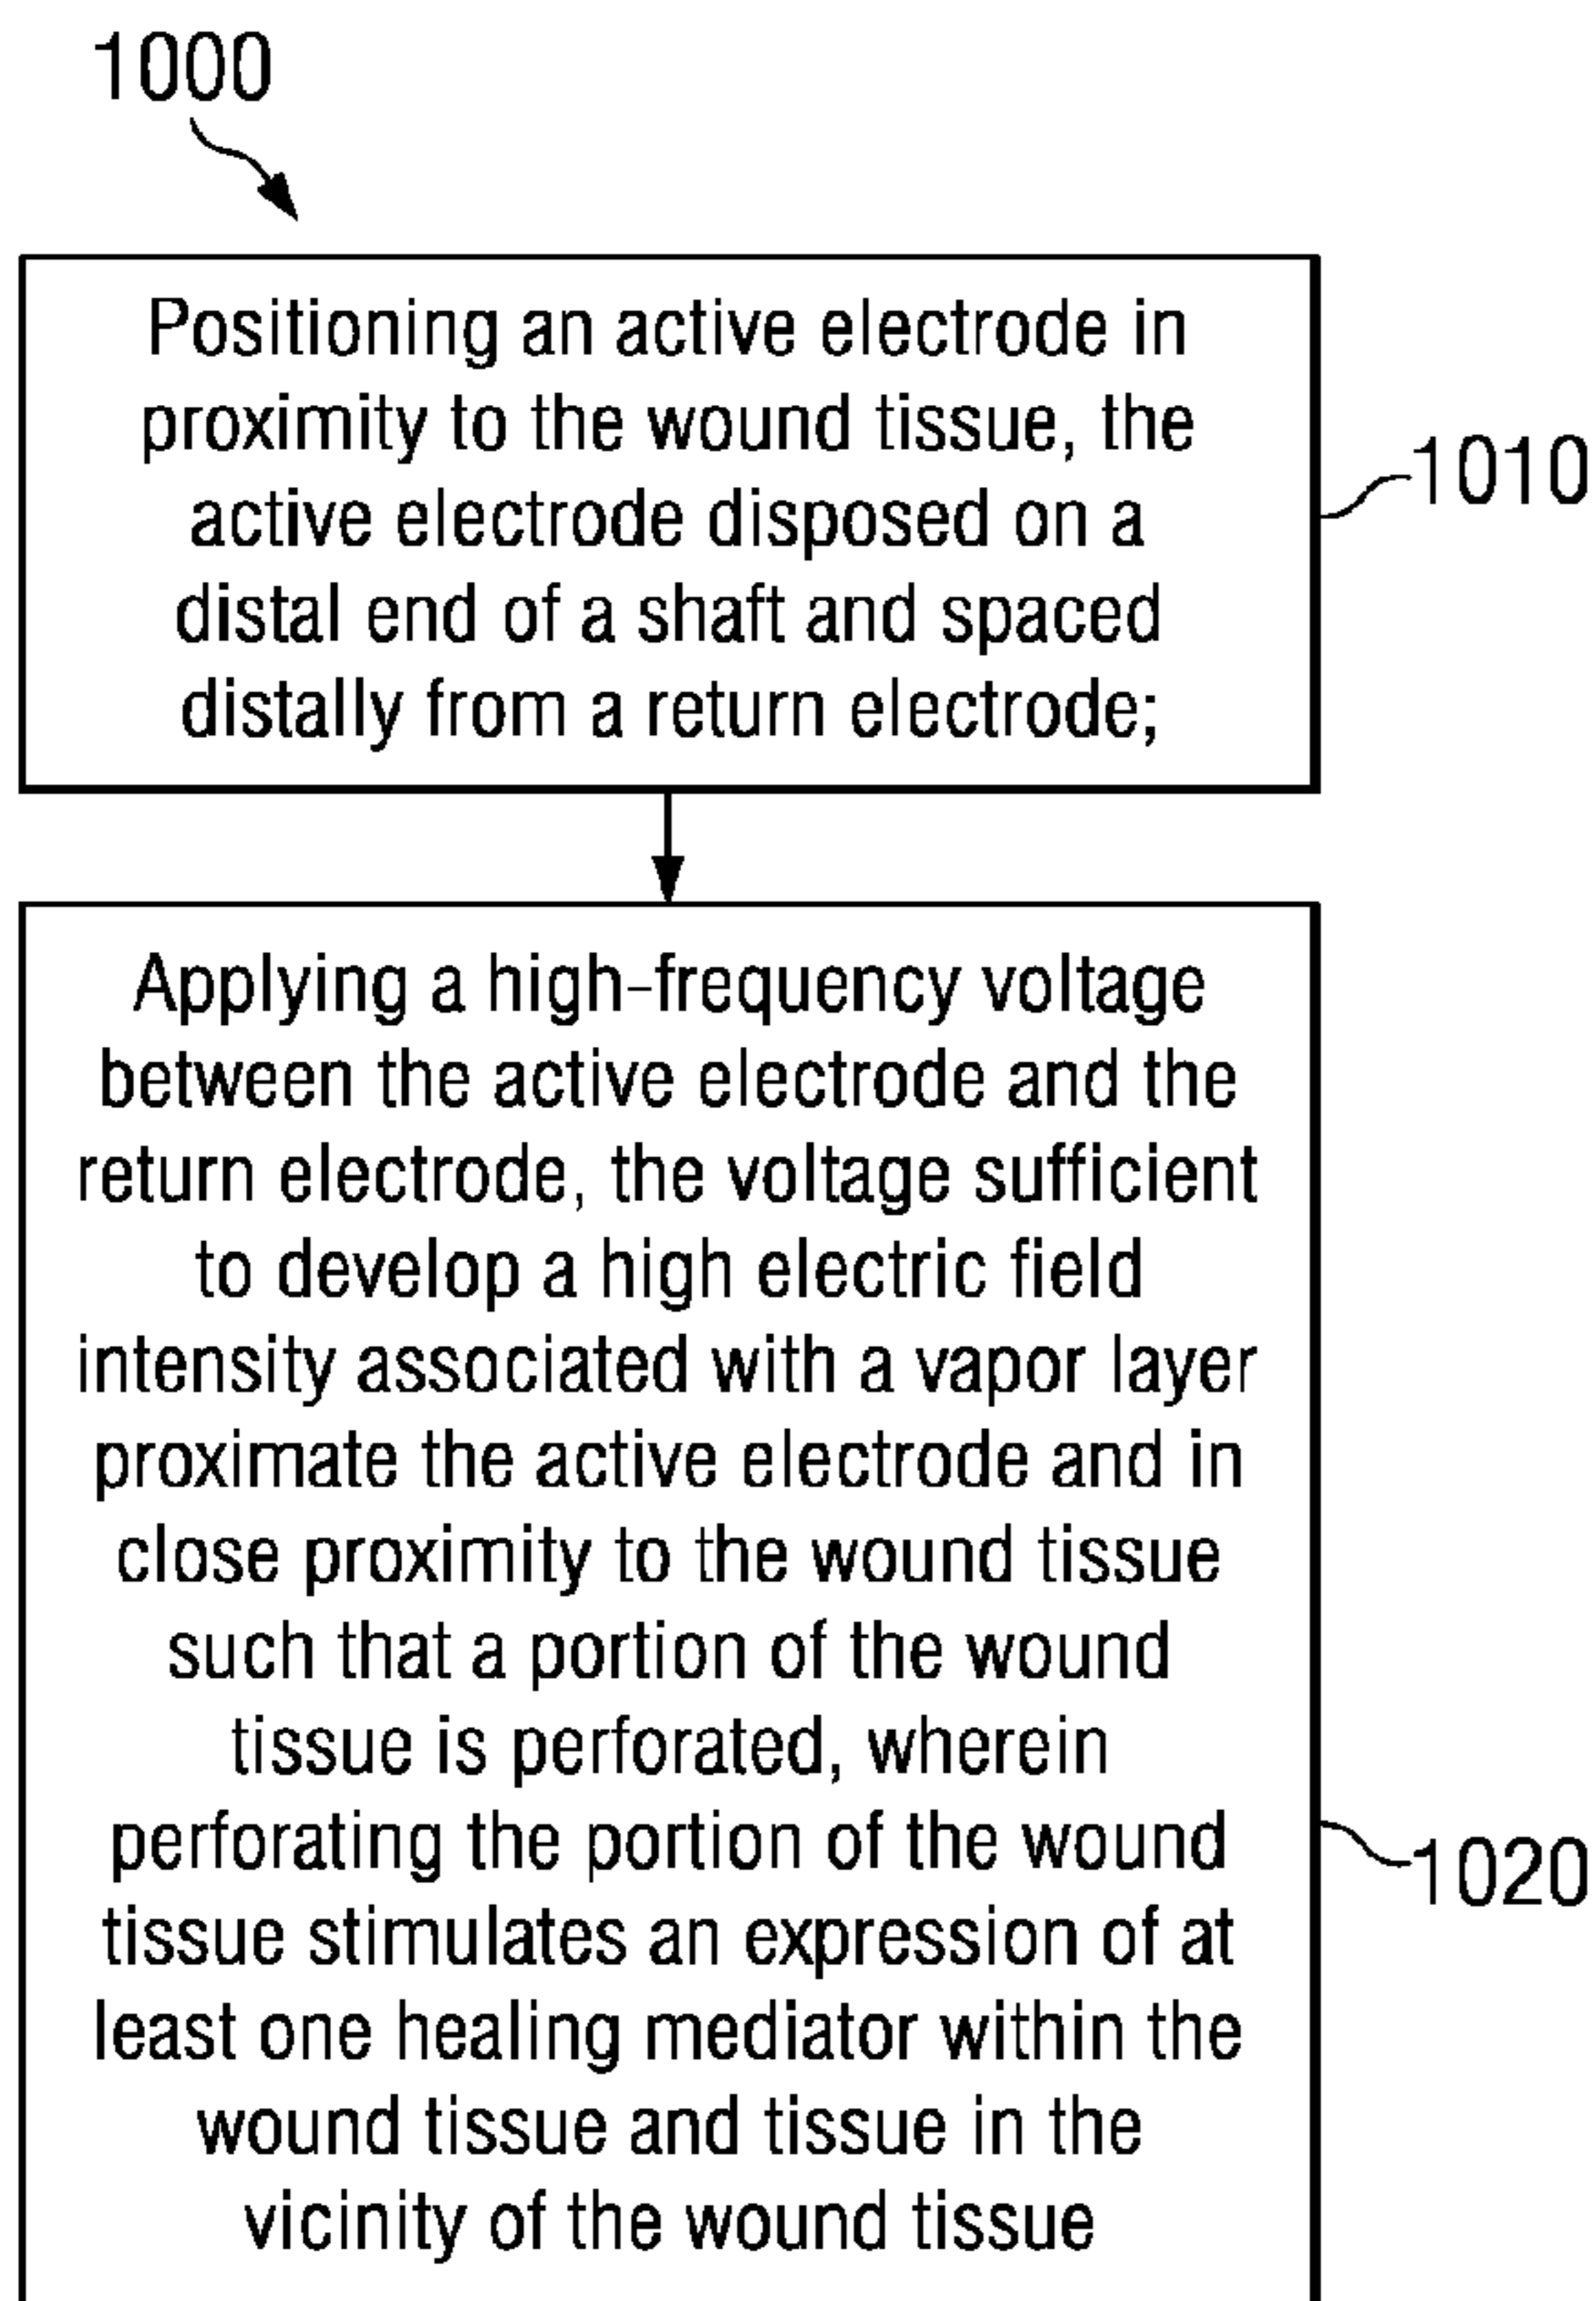 1000
Positioning an active electrode in
proximity to the wound tissue, the
active electrode disposed on a
distal end of a shaft and spaced
distally from a return electrode;
1010
Applying a high-frequency voltage
between the active electrode and the
return electrode, the voltage sufficient
to develop a high electric field
intensity associated with a vapor layer
proximate the active electrode and in
close proximity to the wound tissue
such that a portion of the wound
tissue is perforated, wherein
perforating the portion of the wound
tissue stimulates an expression of at
least one healing mediator within the
wound tissue and tissue in the
vicinity of the wound tissue
1020